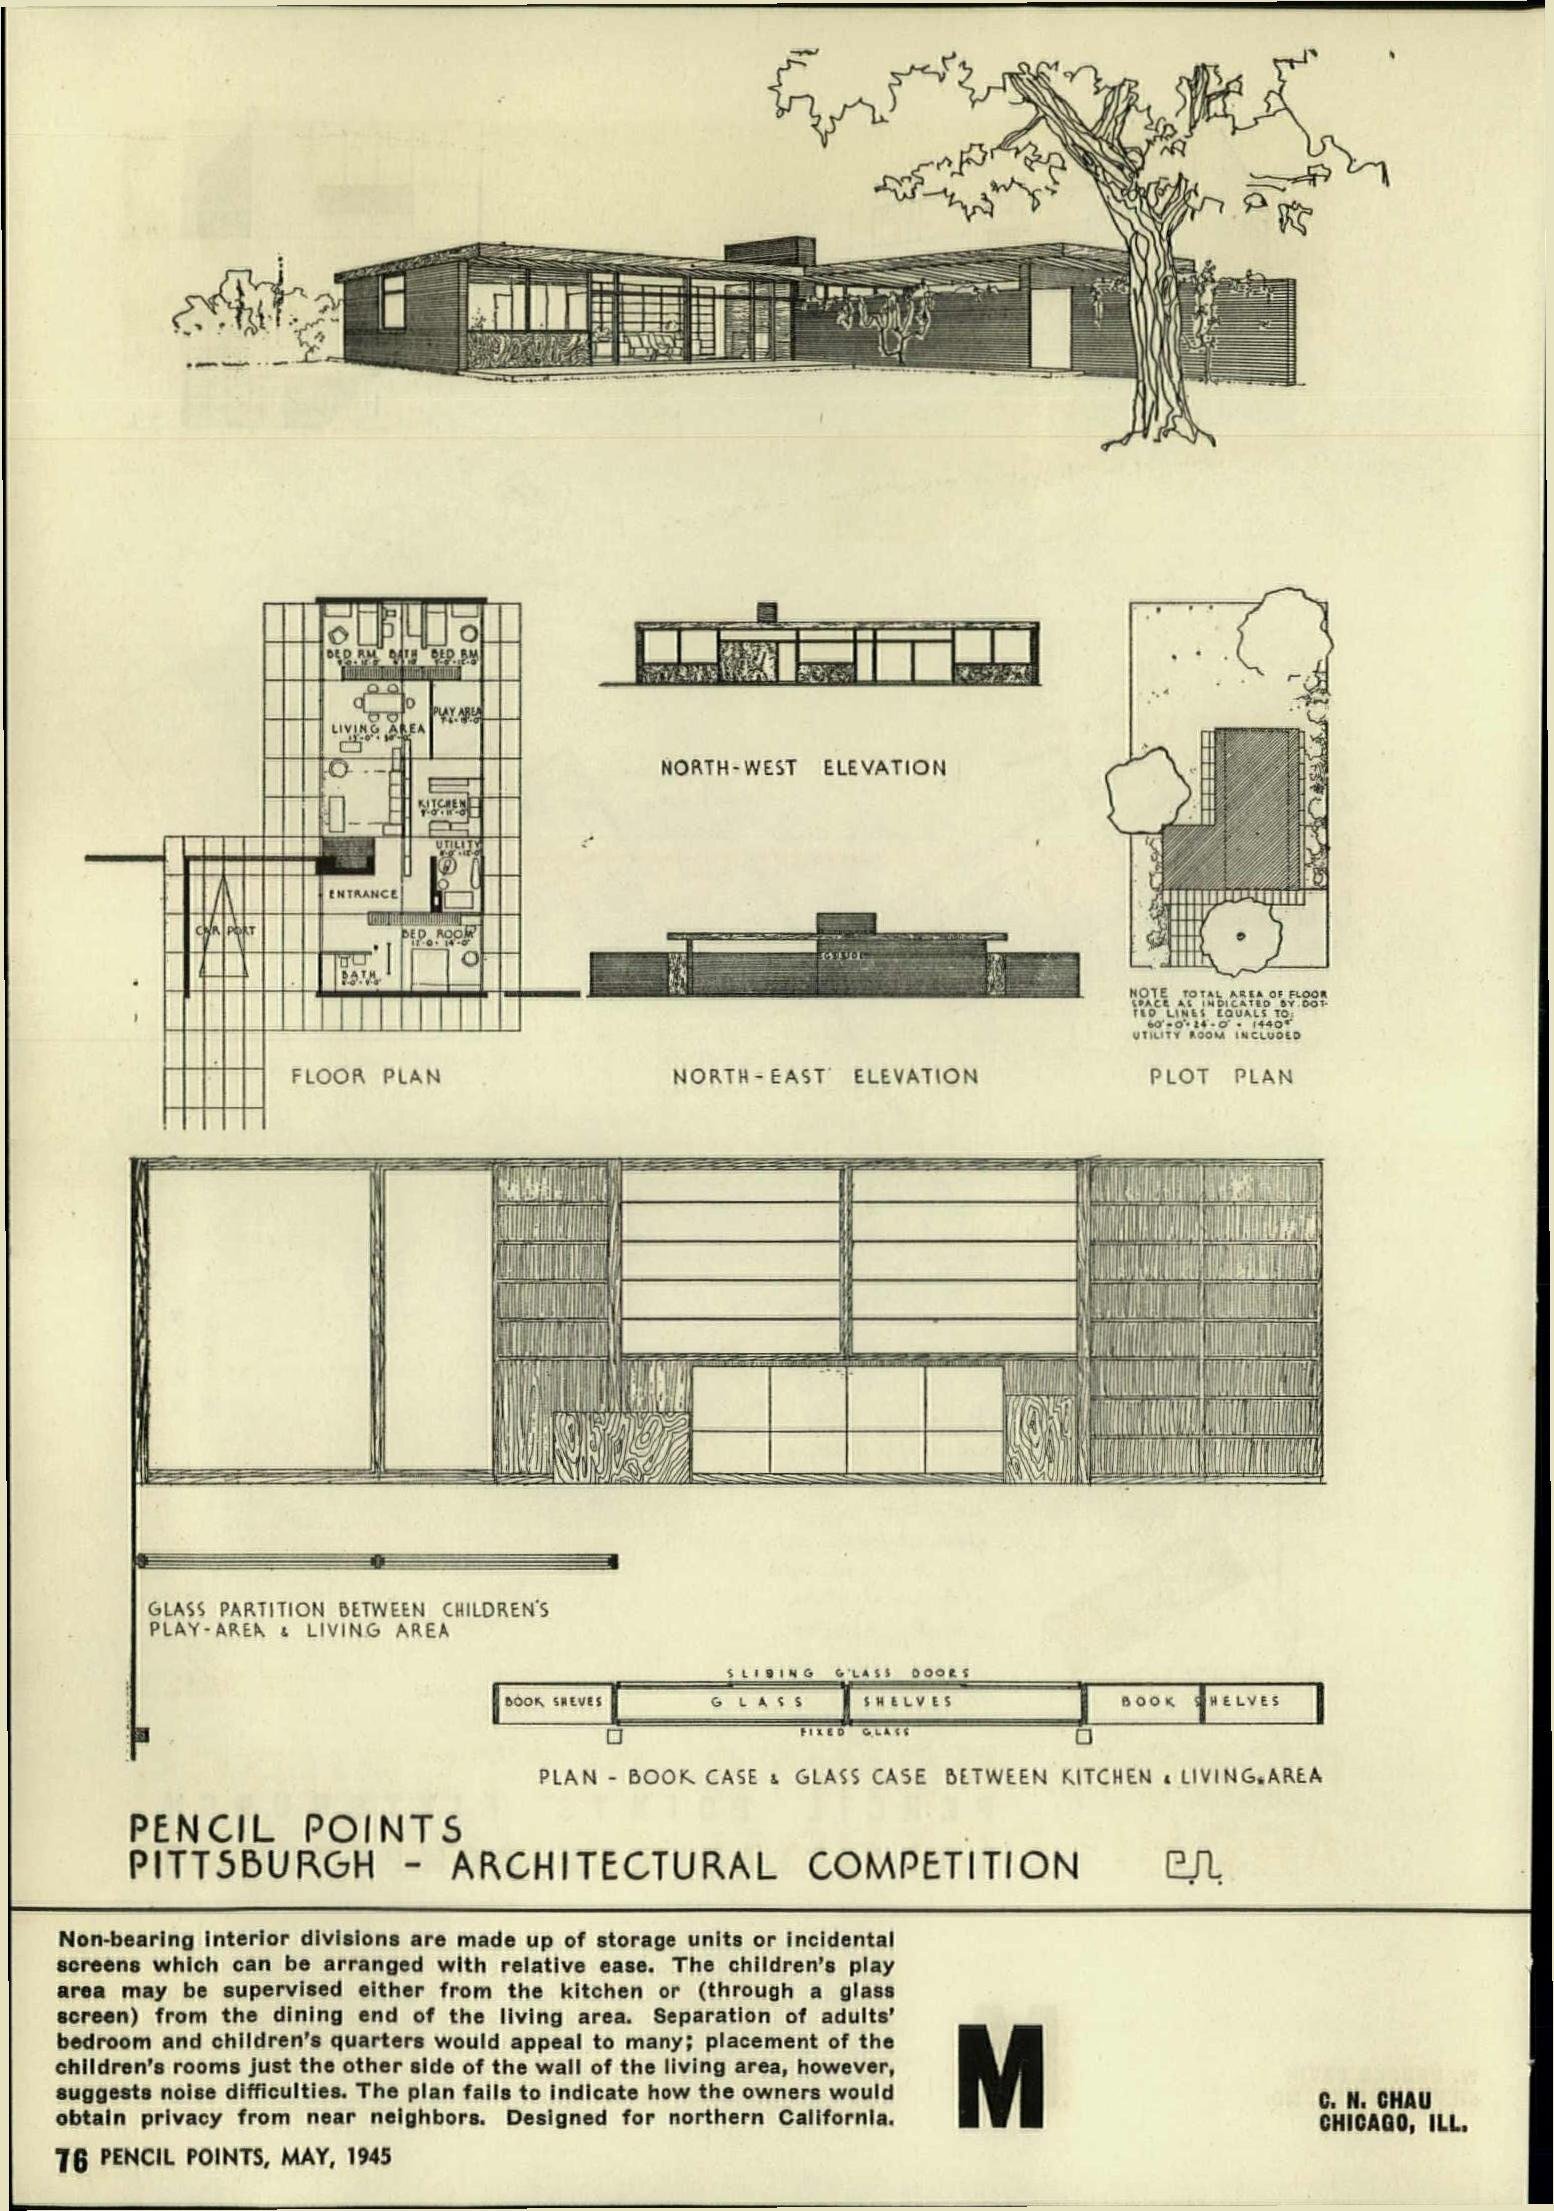 BED RM. BATH BED RM.
PLAY AREA
LIVING AREA
KITCHEN
UTILITY
ENTRANCE
CAR PORT
BED ROOM
BATH
FLOOR PLAN
NORTH-WEST ELEVATION
NORTH-EAST ELEVATION
NOTE TOTAL AREA OF FLOOR
SPACE AS INDICATED BY DOT-
TED LINES EQUALS TO:
UTILITY ROOM INCLUDED
PLOT PLAN
GLASS PARTITION BETWEEN CHILDREN'S
PLAY-AREA & LIVING AREA
SLIDING GLASS DOORS
BOOK SHEVES GLASS SHELVES BOOK SHELVES
FIXED GLASS
PLAN - BOOK CASE & GLASS CASE BETWEEN KITCHEN & LIVING AREA
PENCIL POINTS
PITTSBURGH - ARCHITECTURAL COMPETITION
Non-bearing interior divisions are made up of storage units or incidental
screens which can be arranged with relative ease. The children's play
area may be supervised either from the kitchen or (through a glass
screen) from the dining end of the living area. Separation of adults'
bedroom and children's quarters would appeal to many; placement of the
children's rooms just the other side of the wall of the living area, however,
suggests noise difficulties. The plan fails to indicate how the owners would
obtain privacy from near neighbors. Designed for northern California.
M
C. N. CHAU
CHICAGO, ILL.
76 PENCIL POINTS, MAY, 1945